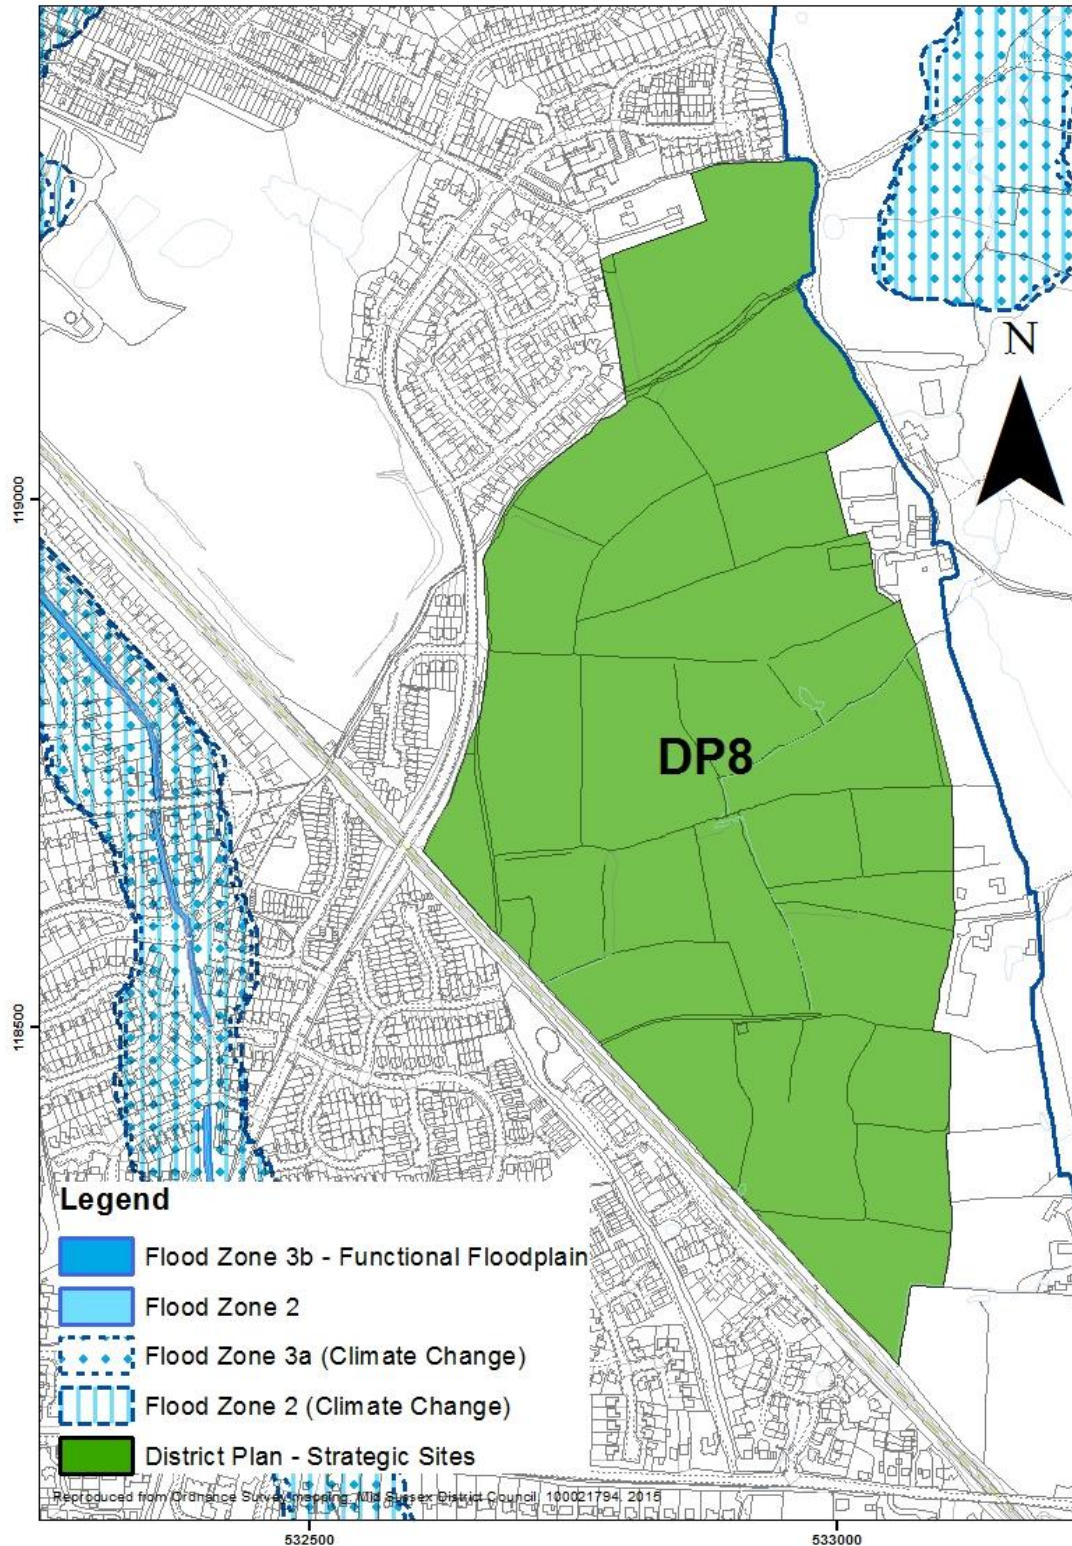 N
119000
DP8
118500
Legend
Flood Zone 3b - Functional Floodplain
Flood Zone 2
Flood Zone 3a (Climate Change)
Flood Zone 2 (Climate Change)
District Plan - Strategic Sites
Reproduced from Ordnance Survey mapping. Mid Sussex District Council 100021794. 2015
532500
533000